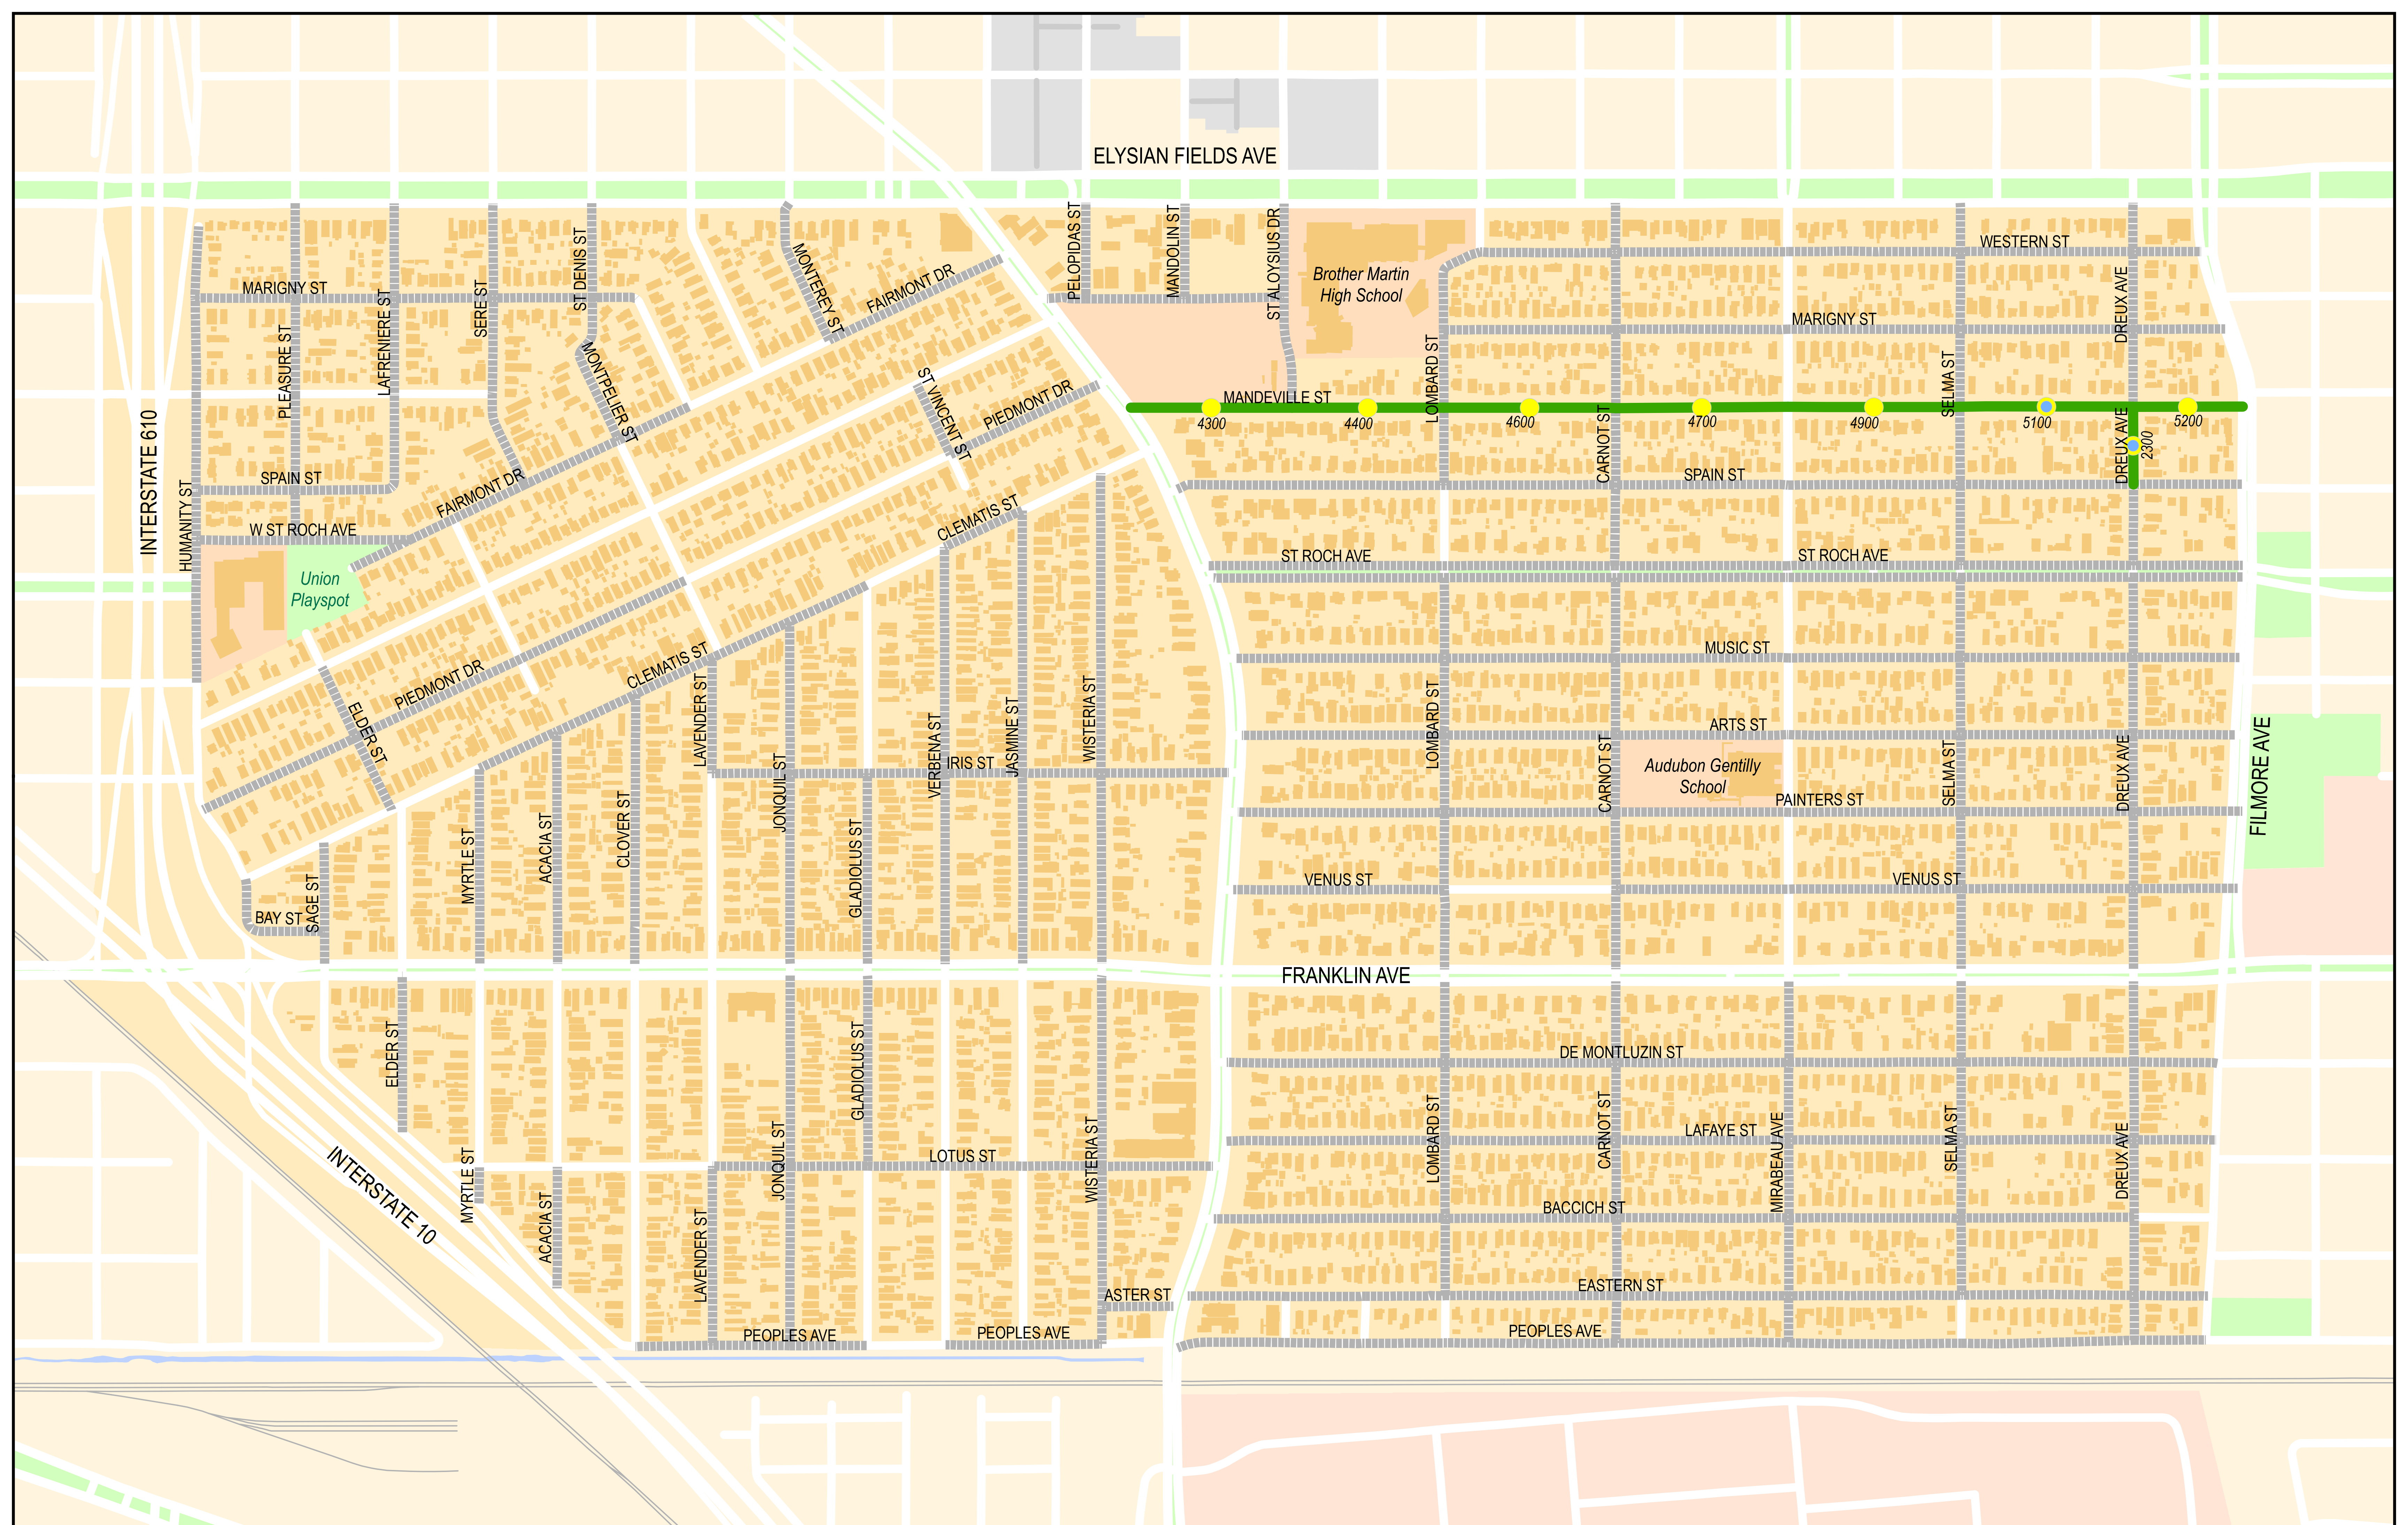 ELYSIAN FIELDS AVE
PELOPIDAS ST
MANDOLIN ST
ST ALOYSIUS DR
Brother Martin
High School
WESTERN ST
MARIGNY ST
PLEASURE ST
LAFRENIERE ST
SERE ST
ST DENIS ST
MONTPELIER ST
MONTEREY ST
FAIRMONT DR
MARIGNY ST
DREUX AVE
LOMBARD ST
CARNOT ST
SELMA ST
MANDEVILLE ST
4300
4400
4600
4700
4900
5100
5200
DREUX AVE
2300
ST VINCENT ST
PIEDMONT DR
INTERSTATE 610
HUMANITY ST
SPAIN ST
FAIRMONT DR
W ST ROCH AVE
SPAIN ST
CLEMATIS ST
Union
Playspot
ST ROCH AVE
ST ROCH AVE
MUSIC ST
CLEMATIS ST
PIEDMONT DR
ELDER ST
LAVENDER ST
JONQUIL ST
VERBENA ST
JASMINE ST
WISTERIA ST
IRIS ST
LOMBARD ST
ARTS ST
CARNOT ST
Audubon Gentilly
School
SELMA ST
DREUX AVE
FILMORE AVE
PAINTERS ST
MYRTLE ST
ACACIA ST
CLOVER ST
GLADIOLUS ST
VENUS ST
VENUS ST
SAGE ST
BAY ST
FRANKLIN AVE
ELDER ST
GLADIOLUS ST
DE MONTLUZIN ST
LOMBARD ST
CARNOT ST
LAFAYE ST
MIRABEAU AVE
SELMA ST
DREUX AVE
INTERSTATE 10
MYRTLE ST
ACACIA ST
LAVENDER ST
JONQUIL ST
LOTUS ST
WISTERIA ST
BACCICH ST
ASTER ST
EASTERN ST
PEOPLES AVE
PEOPLES AVE
PEOPLES AVE